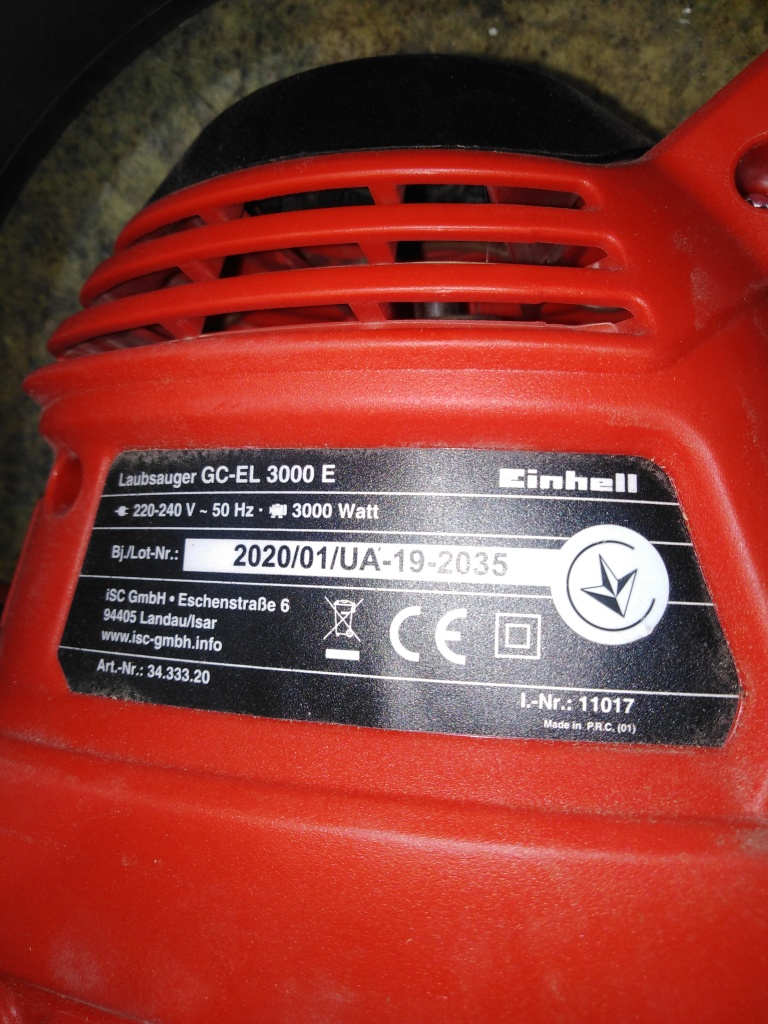 Laubsauger GC-EL 3000 E
Einhell
220-240 V ~ 50 Hz · 3000 Watt
Bj./Lot-Nr.: 2020/01/UA-19-2035
iSC GmbH • Eschenstraße 6
94405 Landau/Isar
www.isc-gmbh.info
CE
Art.-Nr.: 34.333.20
I.-Nr.: 11017
Made in P.R.C. (01)